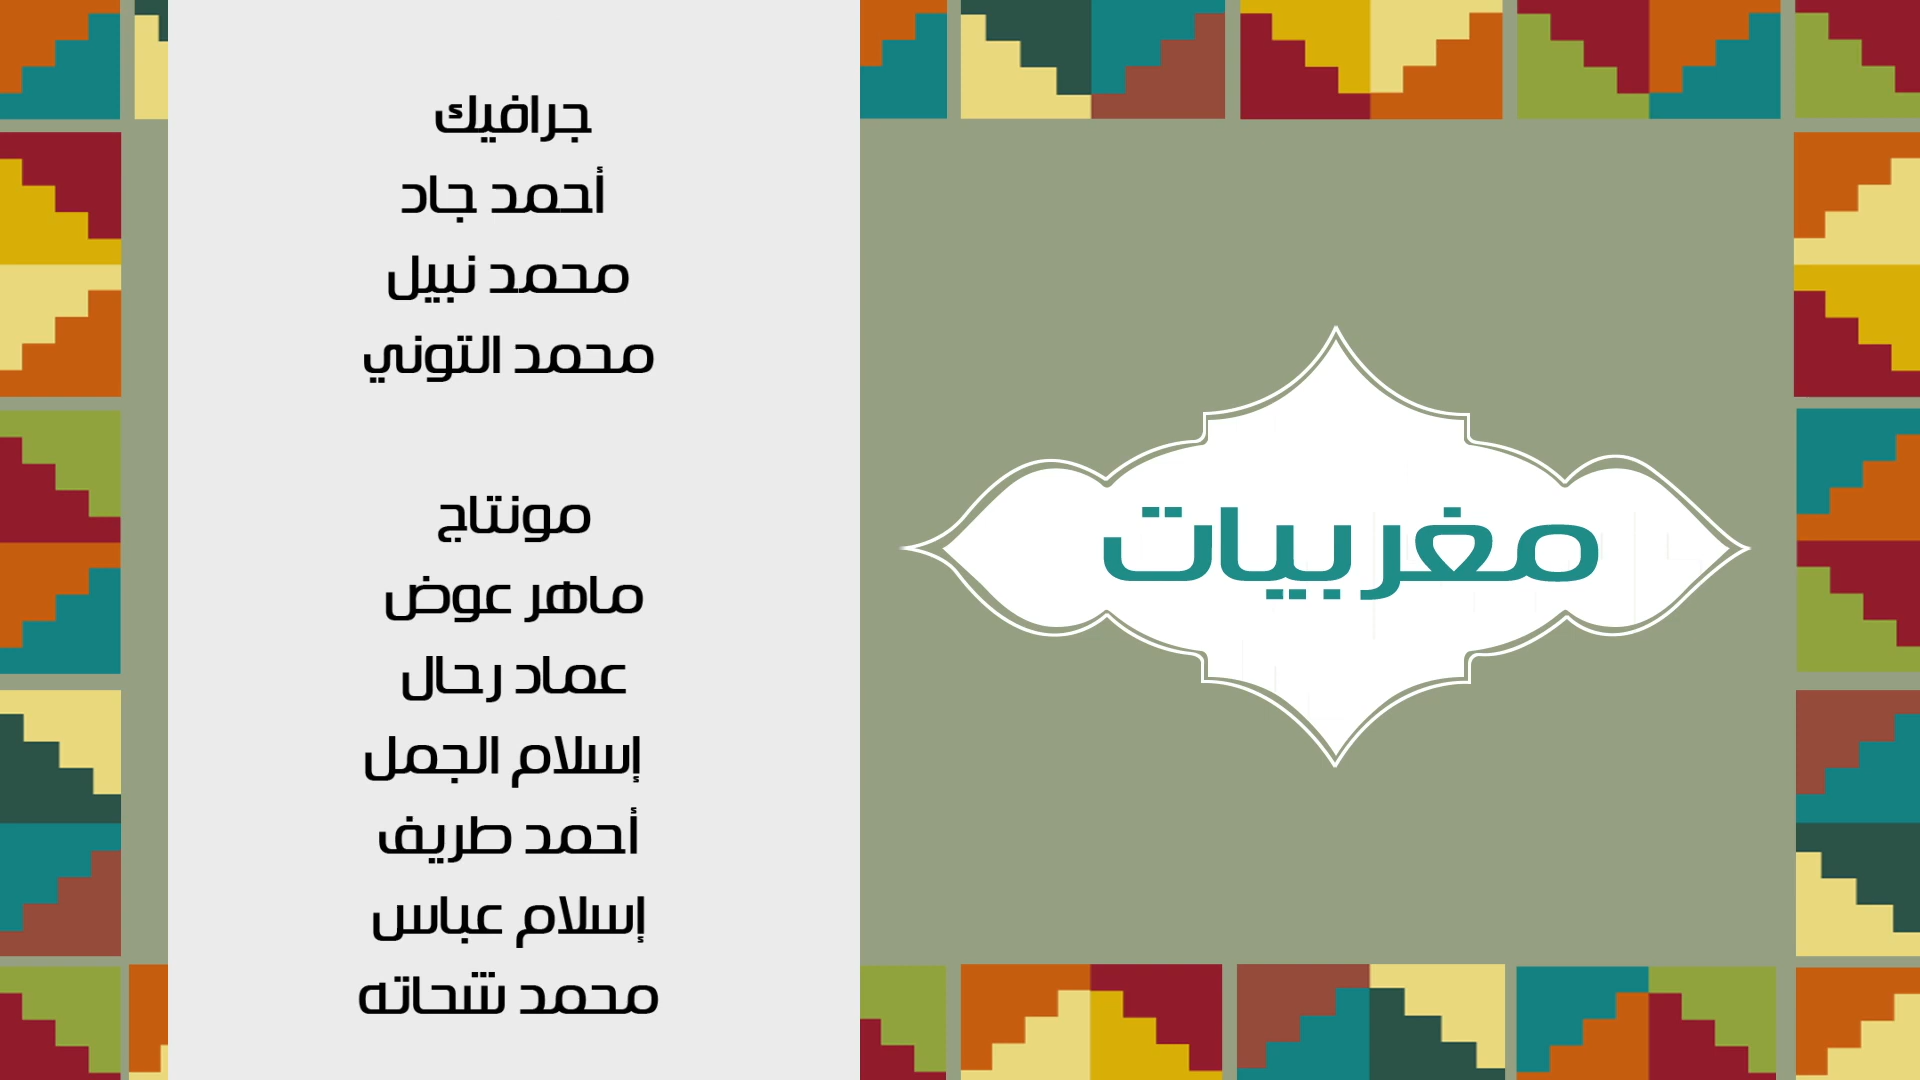 جرافيك
أحمد جاد
محمد نبيل
محمد التوني
مونتاج
ماهر عوض
عماد رحال
إسلام الجمل
أحمد طريف
إسلام عباس
محمد شحاته
مغربيات